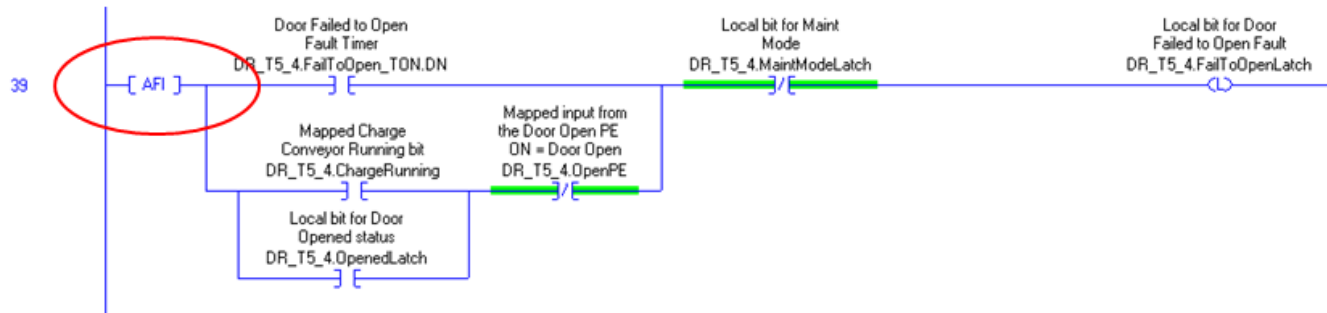 39
AFI
Door Failed to Open
Fault Timer
DR_T5_4.FailToOpen_TON.DN
Local bit for Maint
Mode
DR_T5_4.MaintModeLatch
Local bit for Door
Failed to Open Fault
DR_T5_4.FailToOpenLatch
L
Mapped Charge
Conveyor Running bit
DR_T5_4.ChargeRunning
Mapped input from
the Door Open PE
ON = Door Open
DR_T5_4.OpenPE
Local bit for Door
Opened status
DR_T5_4.OpenedLatch